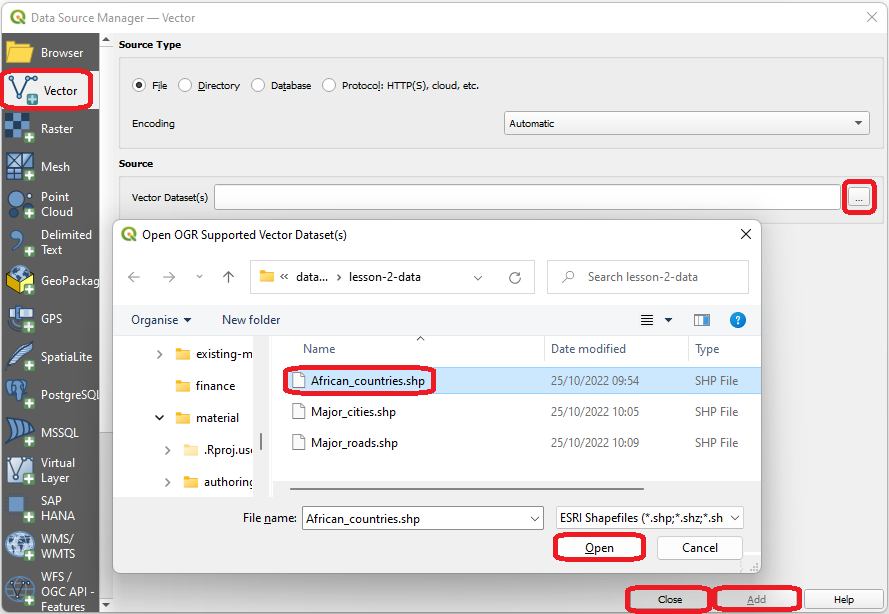 Data Source Manager — Vector
Browser
Vector
Raster
Mesh
Point
Cloud
Delimited
Text
GeoPackag
GPS
SpatiaLite
PostgreSQL
MSSQL
Virtual
Layer
SAP
HANA
WMS/
WMTS
WFS /
OGC API -
Features
Source Type
File
Directory
Database
Protocol: HTTP(S), cloud, etc.
Encoding
Automatic
Source
Vector Dataset(s)
...
Open OGR Supported Vector Dataset(s)
« data... › lesson-2-data
Search lesson-2-data
Organise
New folder
?
existing-m
finance
material
.Rproj.use
authoring
Name Date modified Type
African_countries.shp 25/10/2022 09:54 SHP File
Major_cities.shp 25/10/2022 10:05 SHP File
Major_roads.shp 25/10/2022 10:09 SHP File
File name: African_countries.shp
ESRI Shapefiles (*.shp;*.shz;*.sh
Open
Cancel
Close
Add
Help